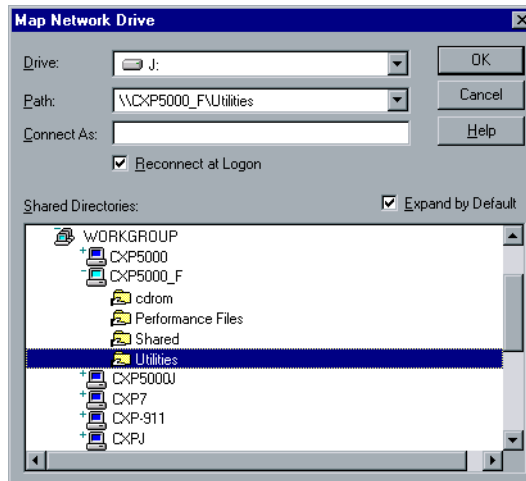 Map Network Drive
Drive:
J:
OK
Path:
\\CXP5000_F\Utilities
Cancel
Connect As:
Help
Reconnect at Logon
Shared Directories:
Expand by Default
WORKGROUP
CXP5000
CXP5000_F
cdrom
Performance Files
Shared
Utilities
CXP5000J
CXP7
CXP-911
CXPJ